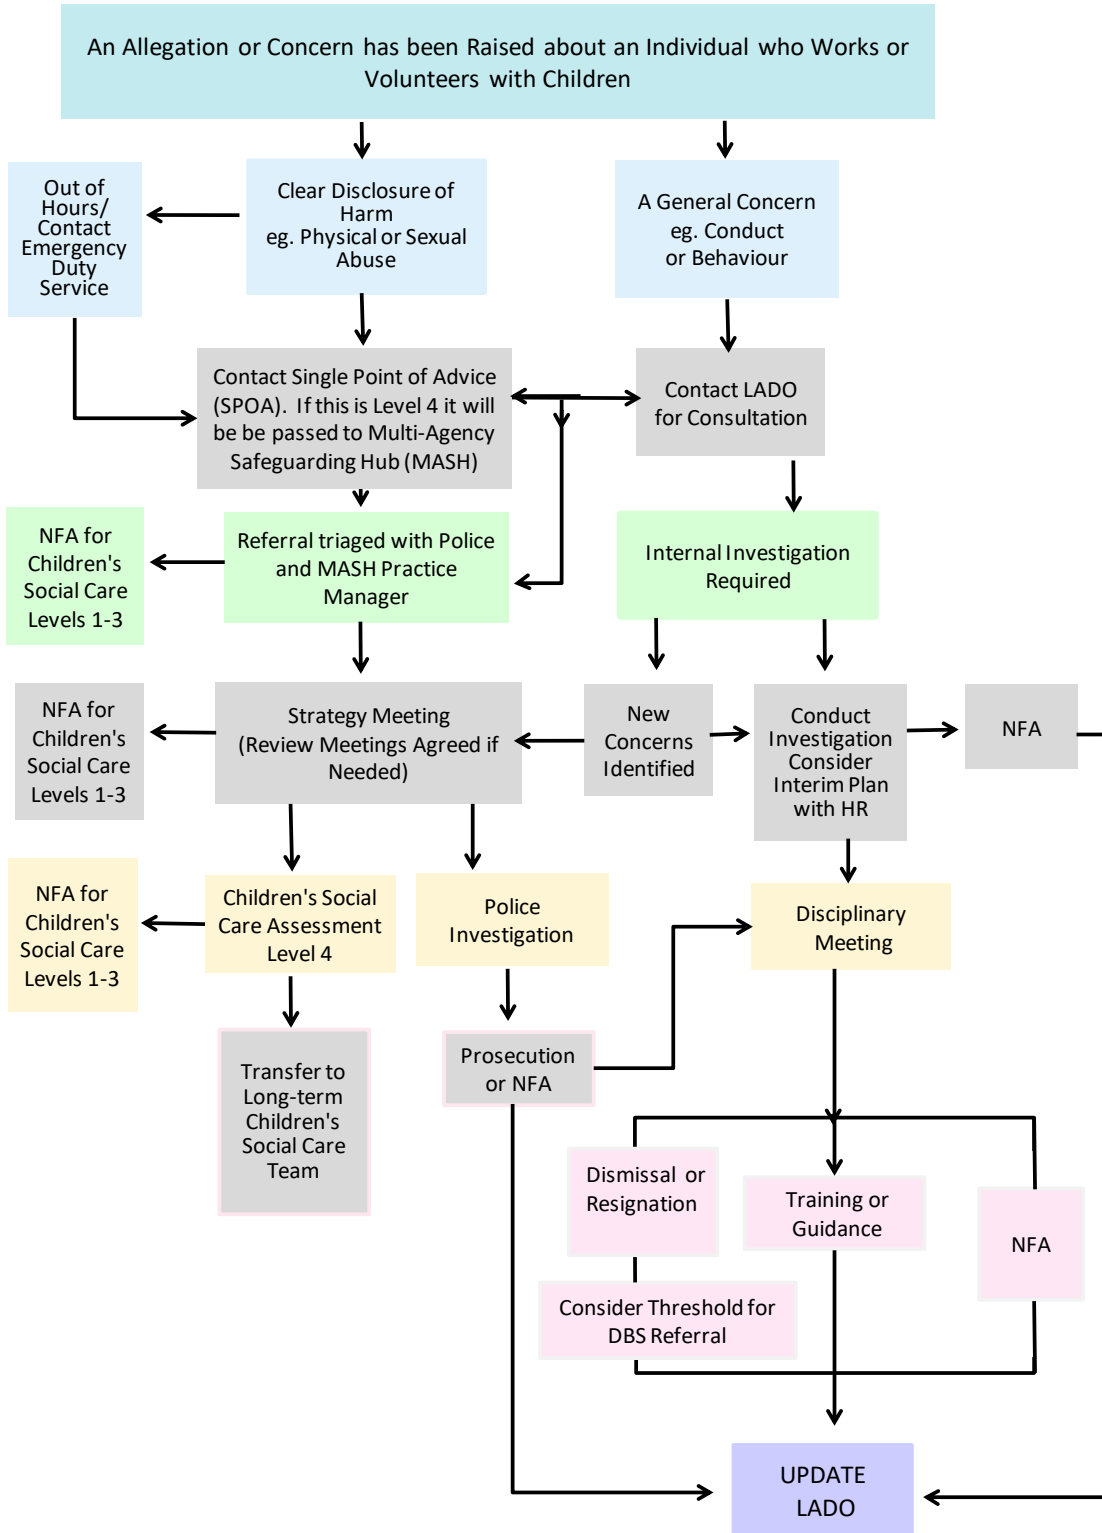 An Allegation or Concern has been Raised about an Individual who Works or
Volunteers with Children
Out of
Hours/
Contact
Emergency
Duty
Service
Clear Disclosure of
Harm
eg. Physical or Sexual
Abuse
A General Concern
eg. Conduct
or Behaviour
Contact Single Point of Advice
(SPOA). If this is Level 4 it will
be be passed to Multi-Agency
Safeguarding Hub (MASH)
Contact LADO
for Consultation
NFA for
Children's
Social Care
Levels 1-3
Referral triaged with Police
and MASH Practice
Manager
Internal Investigation
Required
NFA for
Children's
Social Care
Levels 1-3
Strategy Meeting
(Review Meetings Agreed if
Needed)
New
Concerns
Identified
Conduct
Investigation
Consider
Interim Plan
with HR
NFA
NFA for
Children's
Social Care
Levels 1-3
Children's Social
Care Assessment
Level 4
Police
Investigation
Disciplinary
Meeting
Transfer to
Long-term
Children's
Social Care
Team
Prosecution
or NFA
Dismissal or
Resignation
Training or
Guidance
NFA
Consider Threshold for
DBS Referral
UPDATE
LADO